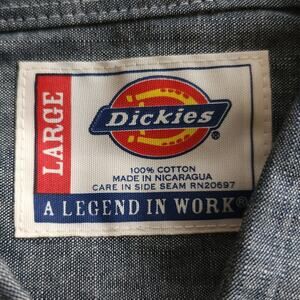 LARGE
Dickies®
100% COTTON
MADE IN NICARAGUA
CARE IN SIDE SEAM RN20697
A LEGEND IN WORK®